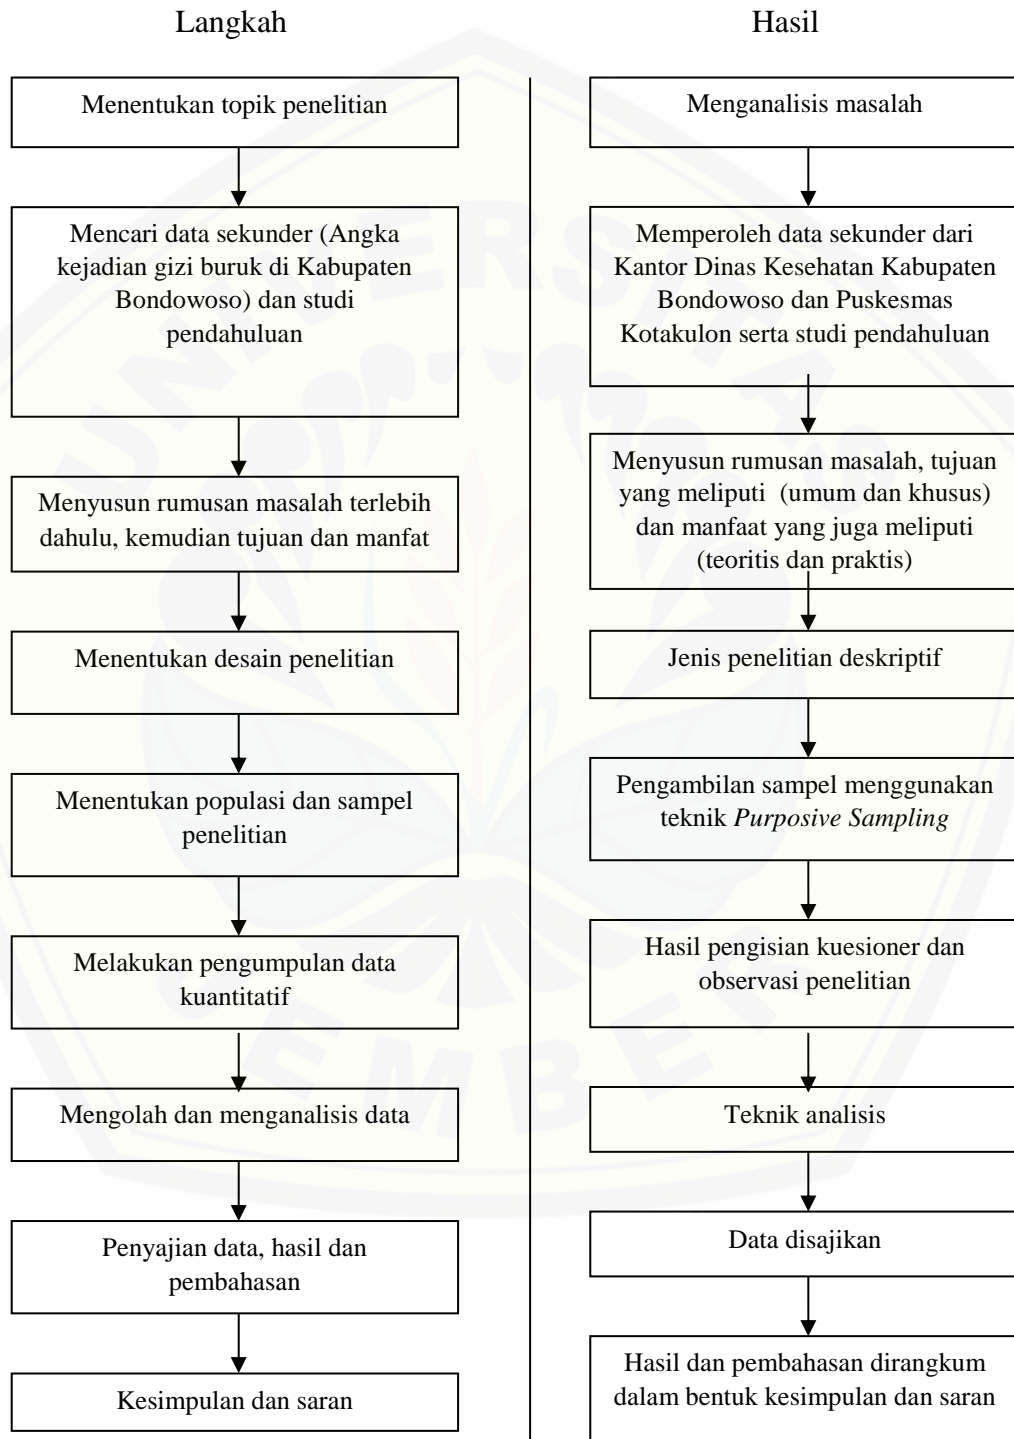 Langkah
Menentukan topik penelitian
Mencari data sekunder (Angka
kejadian gizi buruk di Kabupaten
Bondowoso) dan studi
pendahuluan
Menyusun rumusan masalah terlebih
dahulu, kemudian tujuan dan manfat
Menentukan desain penelitian
Menentukan populasi dan sampel
penelitian
Melakukan pengumpulan data
kuantitatif
Mengolah dan menganalisis data
Penyajian data, hasil dan
pembahasan
Kesimpulan dan saran
Hasil
Menganalisis masalah
Memperoleh data sekunder dari
Kantor Dinas Kesehatan Kabupaten
Bondowoso dan Puskesmas
Kotakulon serta studi pendahuluan
Menyusun rumusan masalah, tujuan
yang meliputi (umum dan khusus)
dan manfaat yang juga meliputi
(teoritis dan praktis)
Jenis penelitian deskriptif
Pengambilan sampel menggunakan
teknik Purposive Sampling
Hasil pengisian kuesioner dan
observasi penelitian
Teknik analisis
Data disajikan
Hasil dan pembahasan dirangkum
dalam bentuk kesimpulan dan saran
UNIVERSITAS
JEMBER